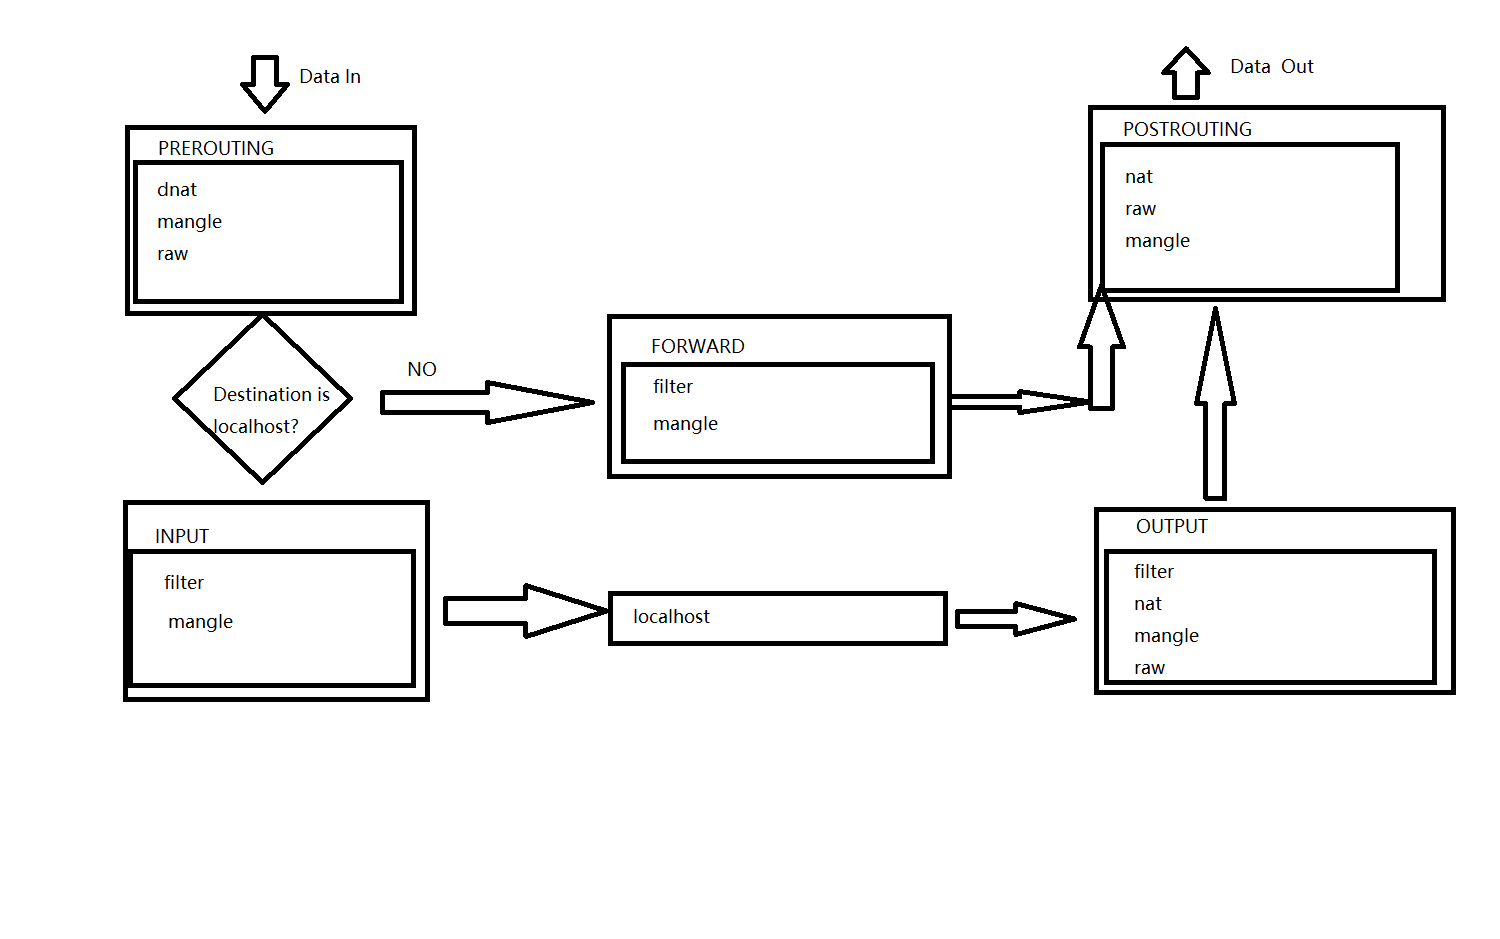 Data In
PREROUTING
dnat
mangle
raw
Destination is
localhost?
NO
FORWARD
filter
mangle
Data  Out
POSTROUTING
nat
raw
mangle
INPUT
filter
mangle
localhost
OUTPUT
filter
nat
mangle
raw